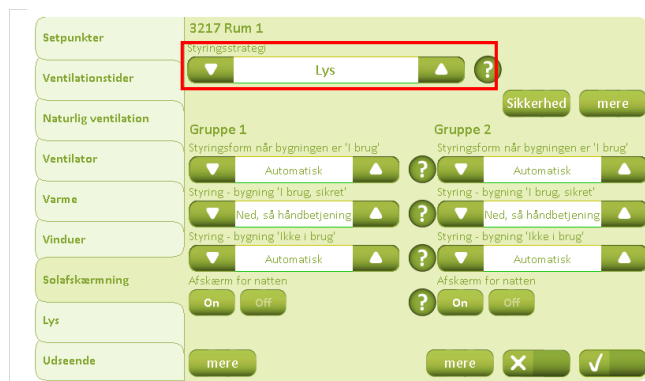 Setpunkter
Ventilationstider
Naturlig ventilation
Ventilator
Varme
Vinduer
Solafskærmning
Lys
Udseende
3217 Rum 1
Styringsstrategi
Lys
?
Sikkerhed mere
Gruppe 1 Gruppe 2
Styringsform når bygningen er 'I brug' Styringsform når bygningen er 'I brug'
Automatisk ? Automatisk
Styring - bygning 'I brug, sikret' Styring - bygning 'I brug, sikret'
Ned, så håndbetjening ? Ned, så håndbetjening
Styring - bygning 'Ikke i brug' Styring - bygning 'Ikke i brug'
Automatisk ? Automatisk
Afskærm for natten Afskærm for natten
On Off ? On Off
mere mere